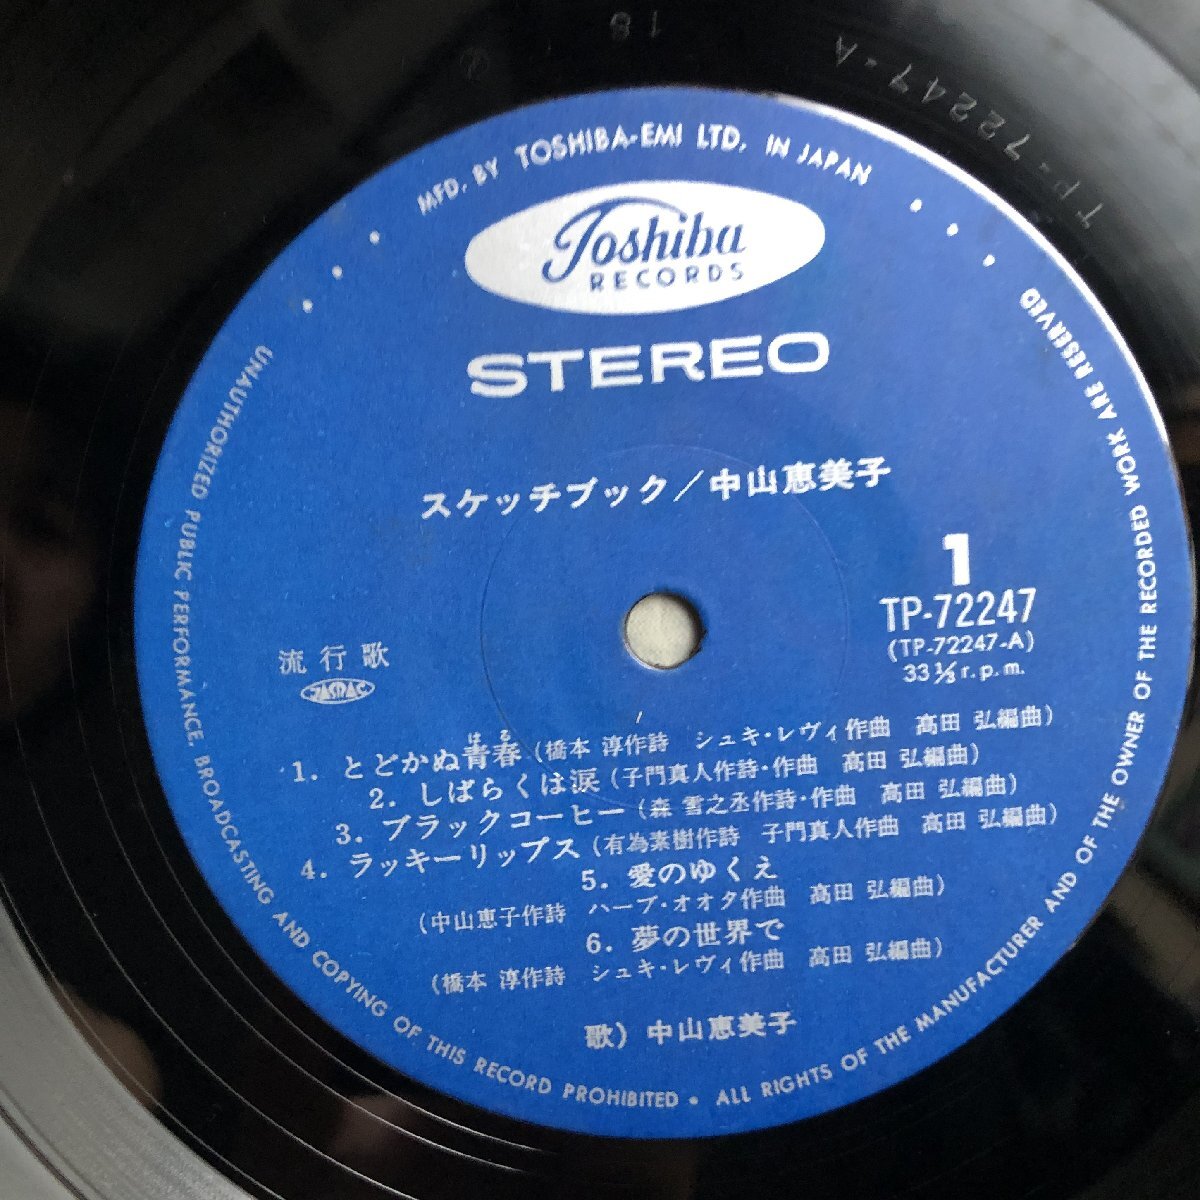 TP-72247-A
18
MFD. BY TOSHIBA-EMI LTD. IN JAPAN
Toshiba
RECORDS
STEREO
スケッチブック/中山恵美子
1
TP-72247
(TP-72247-A)
33⅓ r.p.m.
流行歌
JASRAC
はる
1. とどかぬ青春 (橋本 淳作詩 シュキ・レヴィ作曲 高田 弘編曲)
2. しばらくは涙 (子門真人作詩・作曲 高田 弘編曲)
3. ブラックコーヒー (森 雪之丞作詩・作曲 高田 弘編曲)
4. ラッキーリップス (有為素樹作詩 子門真人作曲 高田 弘編曲)
5. 愛のゆくえ
(中山恵子作詩 ハーブ・オオタ作曲 高田 弘編曲)
6. 夢の世界で
(橋本 淳作詩 シュキ・レヴィ作曲 高田 弘編曲)
歌) 中山恵美子
UNAUTHORIZED PUBLIC PERFORMANCE, BROADCASTING AND COPYING OF THIS RECORD PROHIBITED • ALL RIGHTS OF THE MANUFACTURER AND OF THE OWNER OF THE RECORDED WORK ARE RESERVED